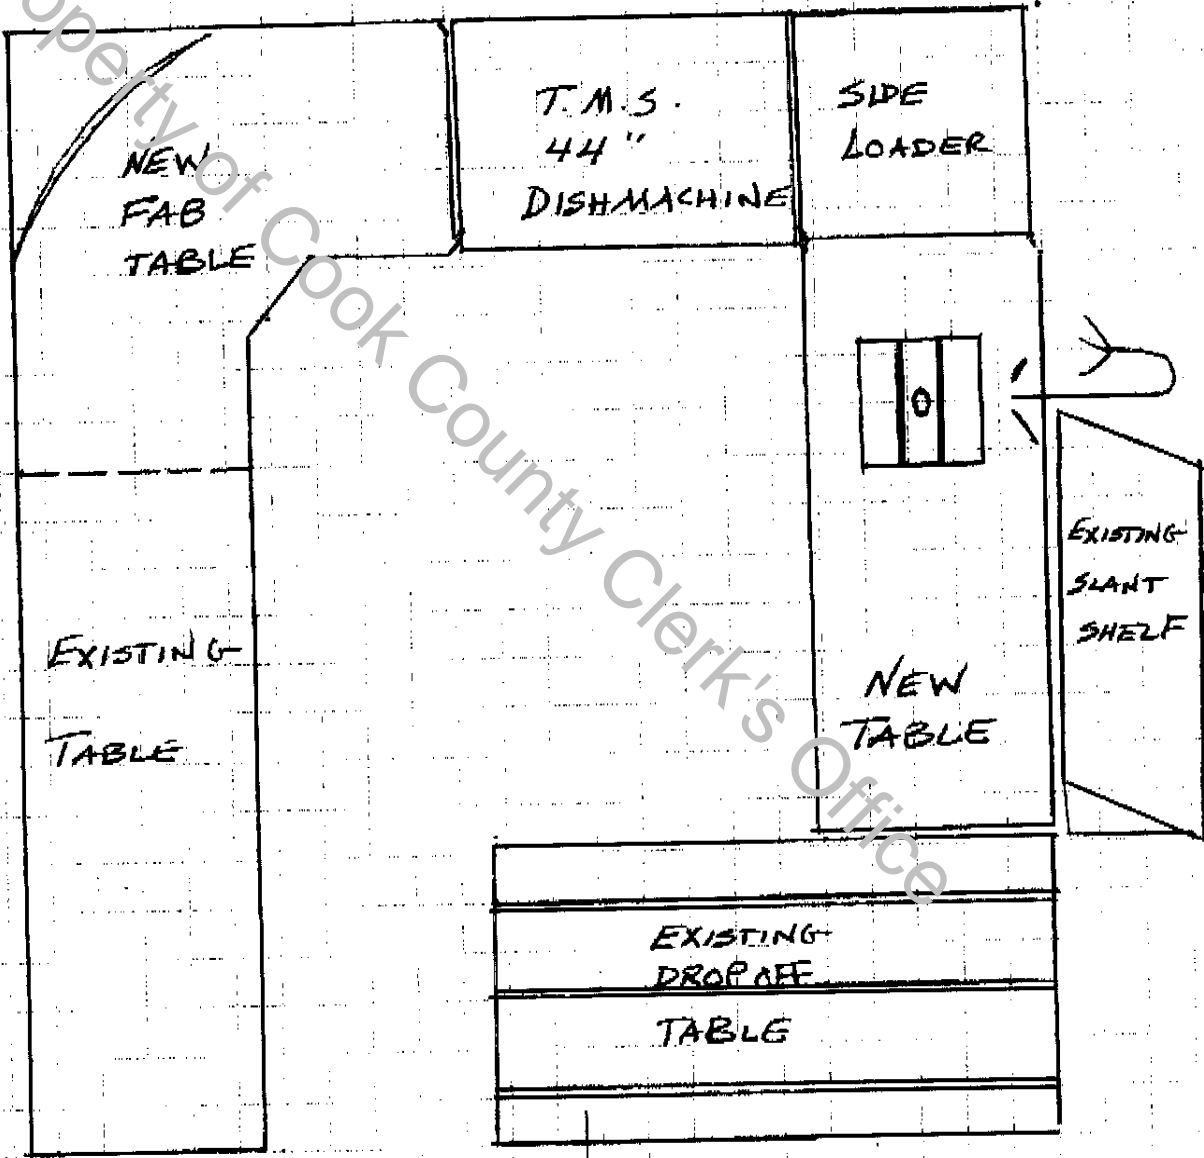 Property of Cook County Clerk's Office
NEW
FAB
TABLE
T.M.S.
44"
DISHMACHINE
SIDE
LOADER
EXISTING
SLANT
SHELF
EXISTING
TABLE
NEW
TABLE
EXISTING
DROP OFF
TABLE